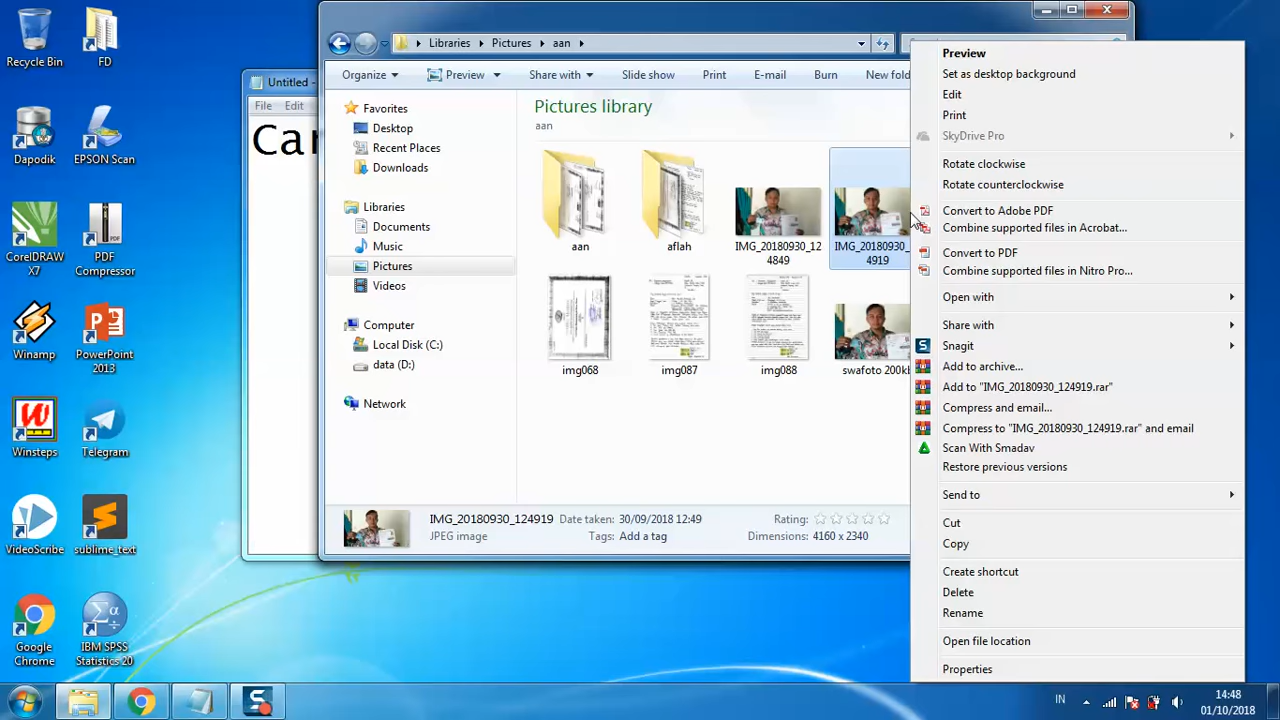 Recycle Bin
FD
Dapodik
EPSON Scan
CorelDRAW X7
PDF Compressor
Winamp
PowerPoint 2013
Winsteps
Telegram
VideoScribe
sublime_text
Google Chrome
IBM SPSS Statistics 20
Untitled -
File Edit
Car
Libraries Pictures aan
Organize Preview Share with Slide show Print E-mail Burn New fold
Favorites
Desktop
Recent Places
Downloads
Libraries
Documents
Music
Pictures
Videos
Computer
Local Disk (C:)
data (D:)
Network
Pictures library
aan
aan
aflah
IMG_20180930_12
4849
IMG_20180930_
4919
img068
img087
img088
swafoto 200kb
IMG_20180930_124919 Date taken: 30/09/2018 12:49 Rating:
JPEG image Tags: Add a tag Dimensions: 4160 x 2340
Preview
Set as desktop background
Edit
Print
SkyDrive Pro
Rotate clockwise
Rotate counterclockwise
Convert to Adobe PDF
Combine supported files in Acrobat...
Convert to PDF
Combine supported files in Nitro Pro...
Open with
Share with
Snagit
Add to archive...
Add to "IMG_20180930_124919.rar"
Compress and email...
Compress to "IMG_20180930_124919.rar" and email
Scan With Smadav
Restore previous versions
Send to
Cut
Copy
Create shortcut
Delete
Rename
Open file location
Properties
IN
14:48
01/10/2018